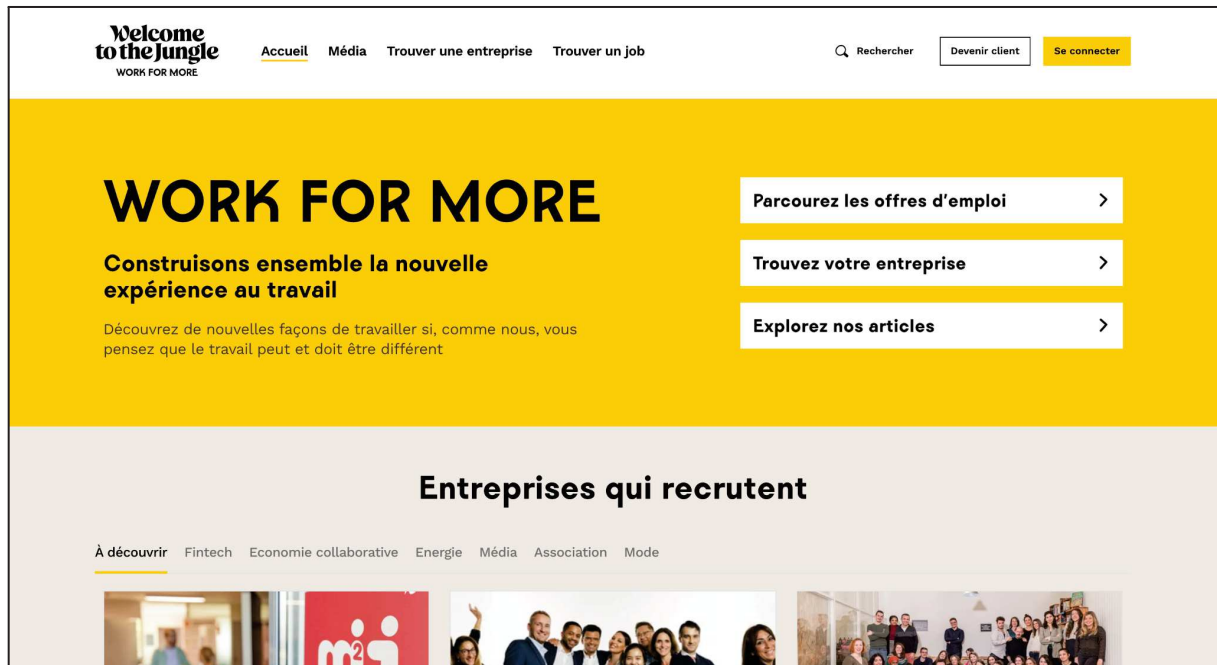 Welcome
to the Jungle
WORK FOR MORE
Accueil Média Trouver une entreprise Trouver un job
Rechercher
Devenir client
Se connecter
WORK FOR MORE
Construisons ensemble la nouvelle
expérience au travail
Découvrez de nouvelles façons de travailler si, comme nous, vous
pensez que le travail peut et doit être différent
Parcourez les offres d'emploi
Trouvez votre entreprise
Explorez nos articles
Entreprises qui recrutent
À découvrir Fintech Economie collaborative Energie Média Association Mode
m2i